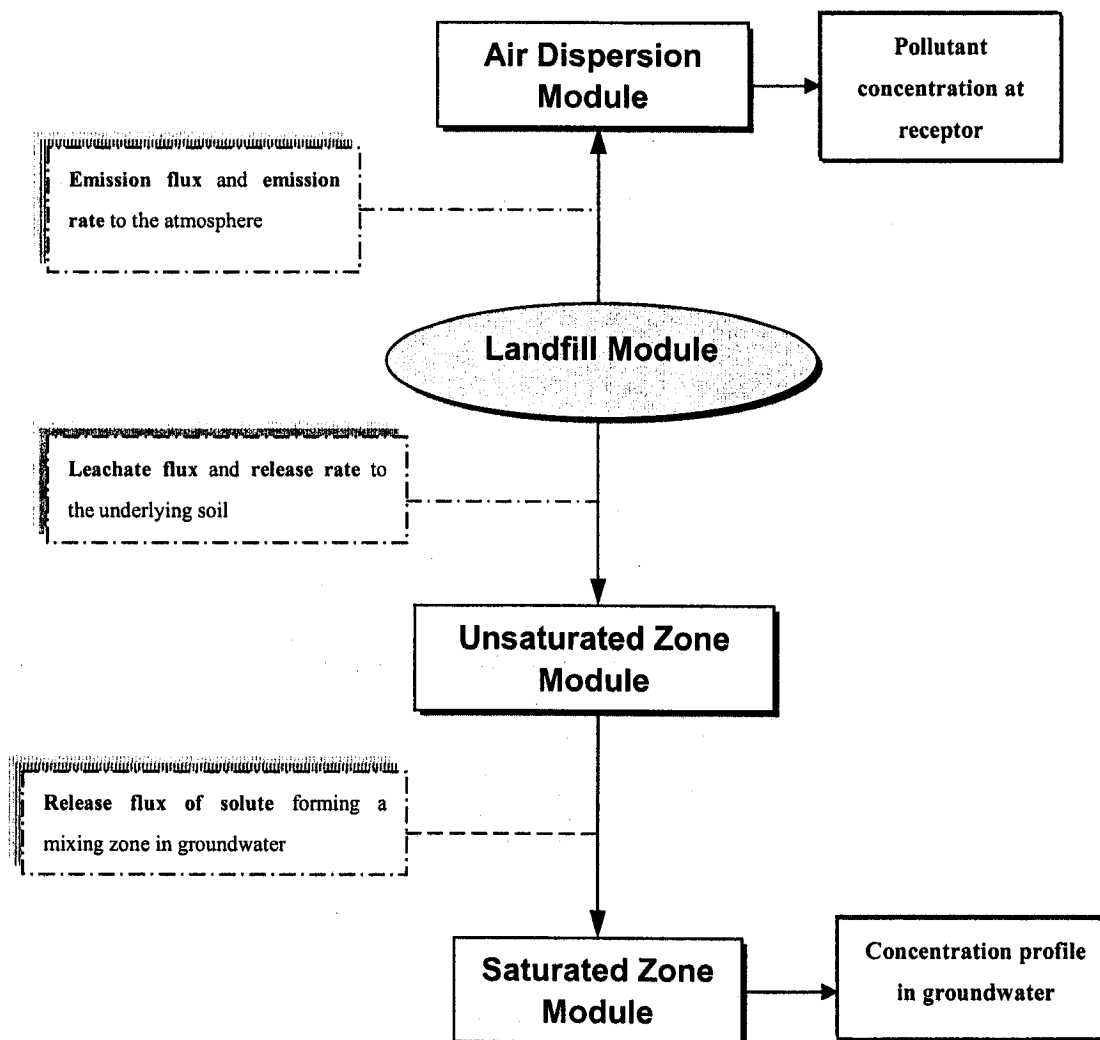 Air Dispersion
Module
Pollutant
concentration at
receptor
Emission flux and emission
rate to the atmosphere
Landfill Module
Leachate flux and release rate to
the underlying soil
Unsaturated Zone
Module
Release flux of solute forming a
mixing zone in groundwater
Saturated Zone
Module
Concentration profile
in groundwater